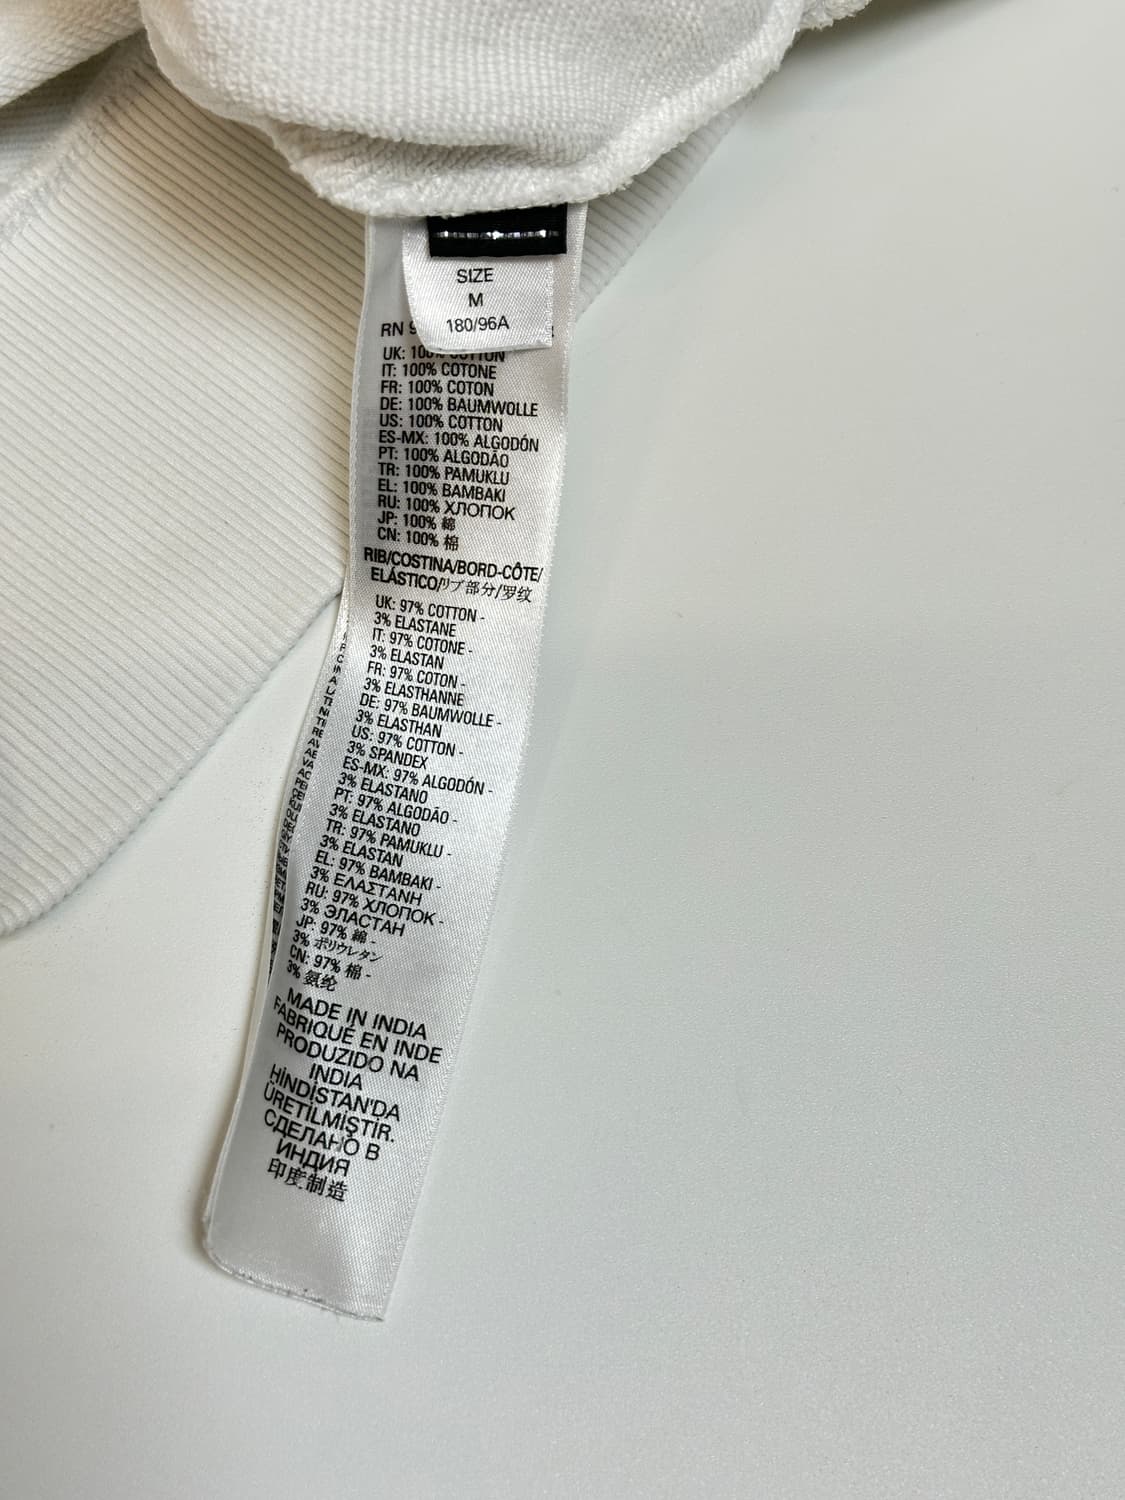 SIZE
M
180/96A
RN
UK: 100% COTTON
IT: 100% COTONE
FR: 100% COTON
DE: 100% BAUMWOLLE
US: 100% COTTON
ES-MX: 100% ALGODÓN
PT: 100% ALGODÃO
TR: 100% PAMUKLU
EL: 100% BAMBAKI
RU: 100% ХЛОПОК
JP: 100% 綿
CN: 100% 棉
RIB/COSTINA/BORD-CÔTE/
ELÁSTICO/リブ部分/罗纹
UK: 97% COTTON -
3% ELASTANE
IT: 97% COTONE -
3% ELASTAN
FR: 97% COTON -
3% ELASTHANNE
DE: 97% BAUMWOLLE -
3% ELASTHAN
US: 97% COTTON -
3% SPANDEX
ES-MX: 97% ALGODÓN -
3% ELASTANO
PT: 97% ALGODÃO -
3% ELASTANO
TR: 97% PAMUKLU -
3% ELASTAN
EL: 97% BAMBAKI -
3% ΕΛΑΣΤΑΝΗ
RU: 97% ХЛОПОК -
3% ЭЛАСТАН
JP: 97% 綿 -
3% ポリウレタン
CN: 97% 棉 -
3% 氨纶
MADE IN INDIA
FABRIQUÉ EN INDE
PRODUZIDO NA
INDIA
HİNDİSTAN'DA
ÜRETİLMİŞTİR.
СДЕЛАНО В
ИНДИЯ
印度制造